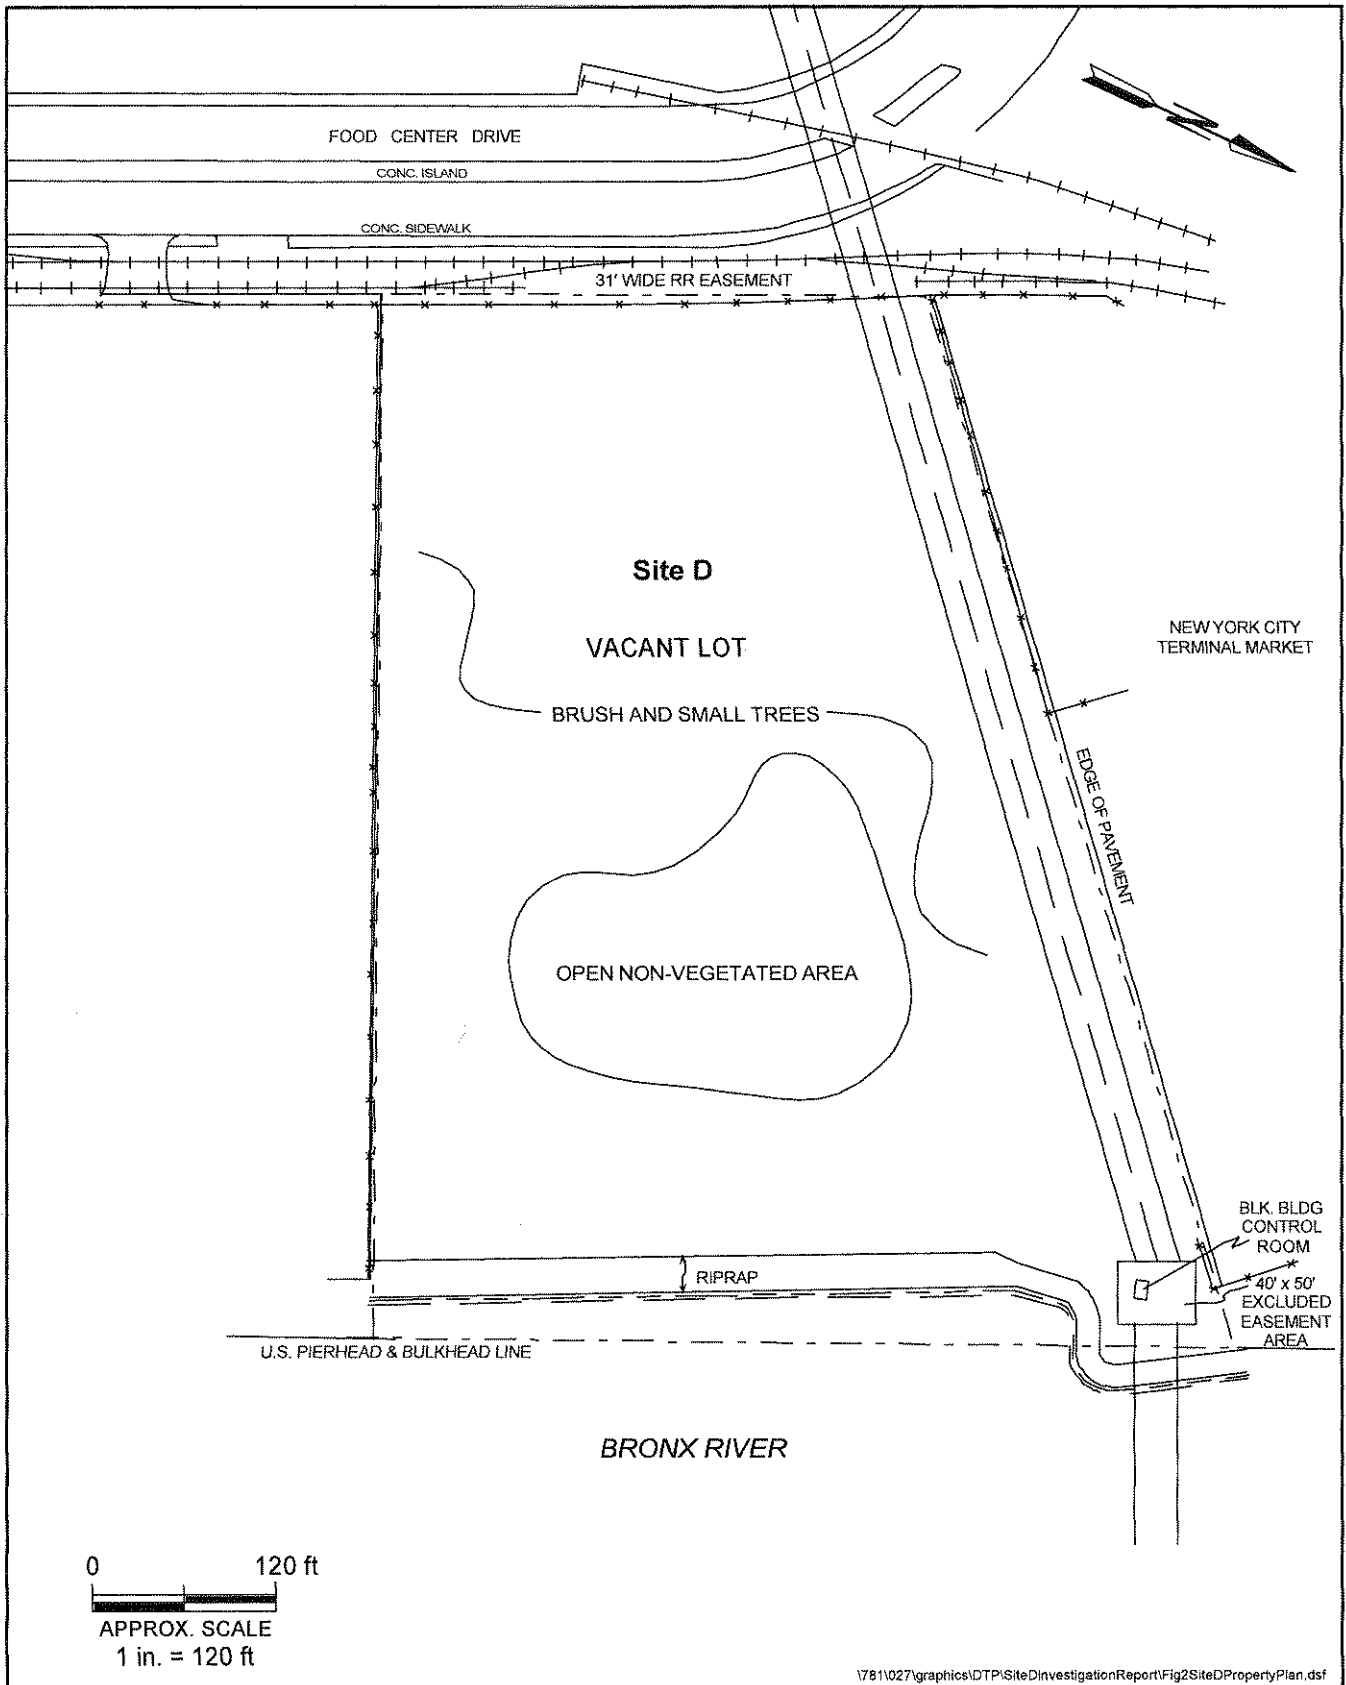 N
FOOD CENTER DRIVE
CONC. ISLAND
CONC. SIDEWALK
31' WIDE RR EASEMENT
Site D
VACANT LOT
NEW YORK CITY
TERMINAL MARKET
BRUSH AND SMALL TREES
EDGE OF PAVEMENT
OPEN NON-VEGETATED AREA
BLK. BLDG
CONTROL
ROOM
RIPRAP
40' x 50'
EXCLUDED
EASEMENT
AREA
U.S. PIERHEAD & BULKHEAD LINE
BRONX RIVER
0 120 ft
APPROX. SCALE
1 in. = 120 ft
\781\027\graphics\DTP\SiteDInvestigationReport\Fig2SiteDPropertyPlan.dsf